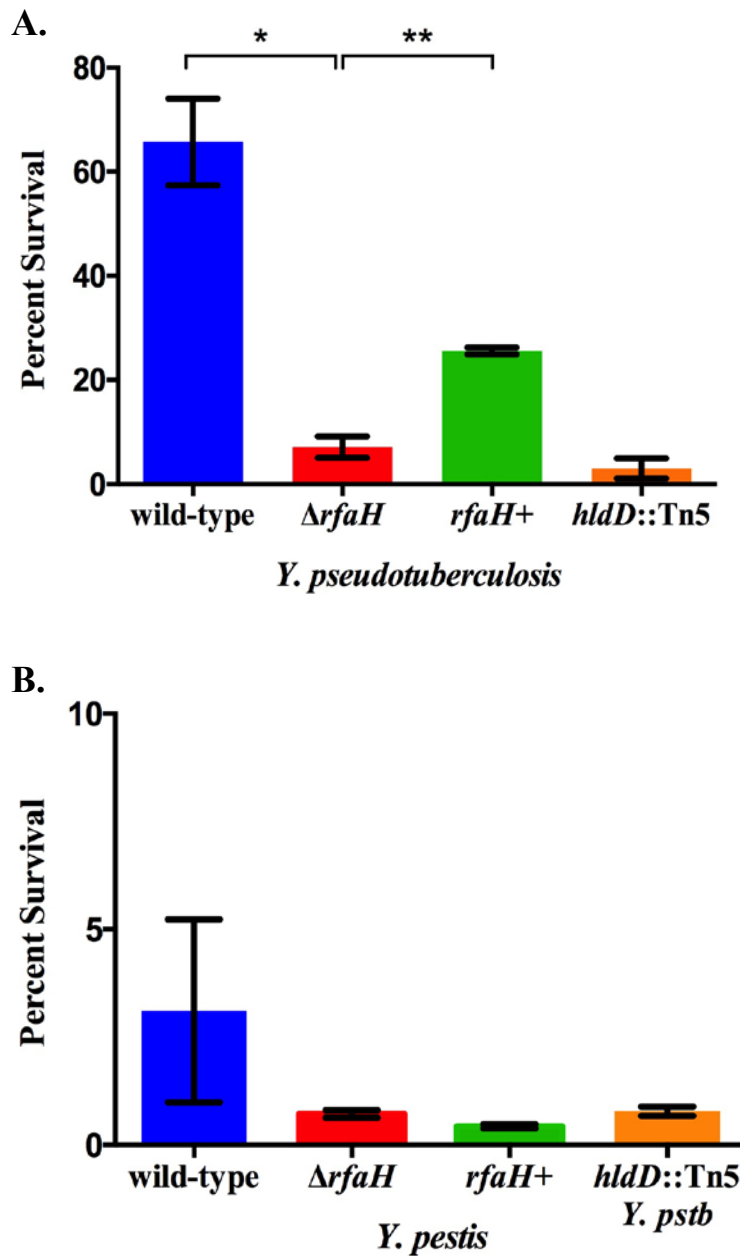 A.
* **
80
60
40
20
0
Percent Survival
wild-type ΔrfaH rfaH+ hldD::Tn5
Y. pseudotuberculosis
B.
10
5
0
Percent Survival
wild-type ΔrfaH rfaH+ hldD::Tn5
Y. pstb
Y. pestis